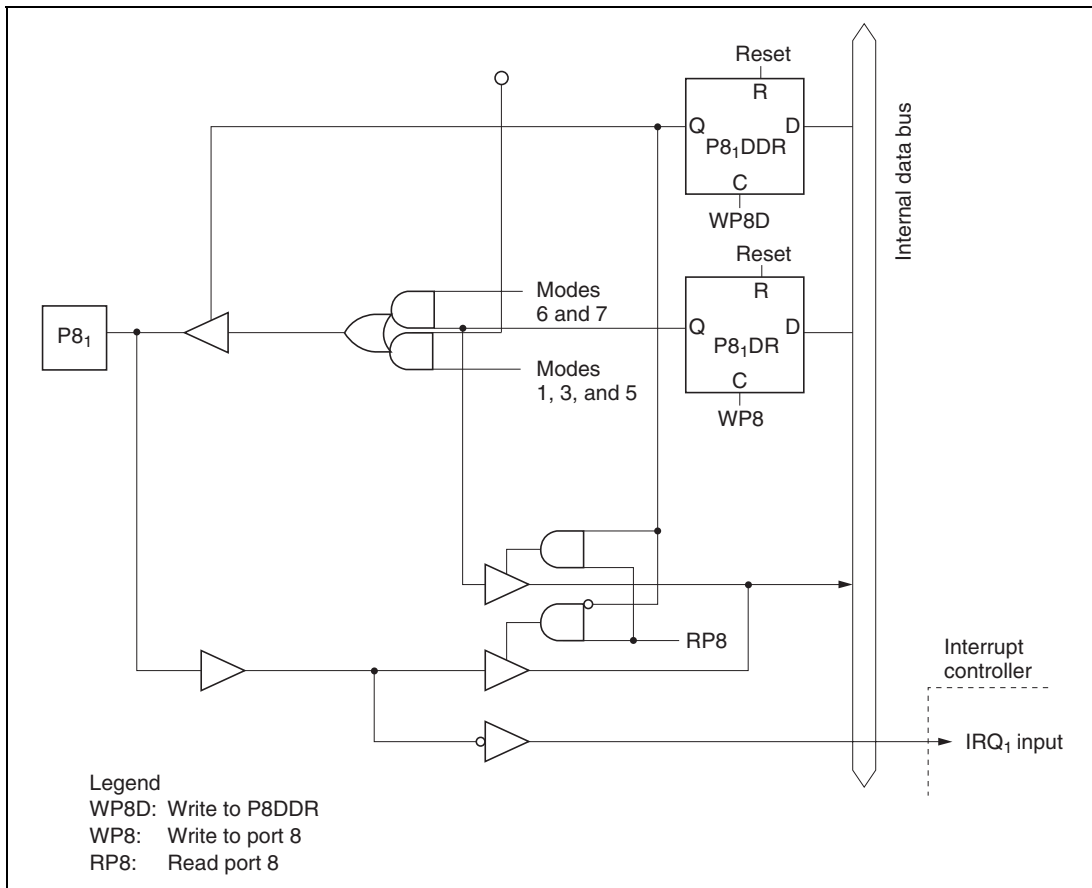 Reset
R
Q
D
P8₁DDR
C
WP8D
Internal data bus
Reset
Modes
6 and 7
R
P8₁
Q
D
P8₁DR
Modes
1, 3, and 5
C
WP8
RP8
Interrupt
controller
IRQ₁ input
Legend
WP8D: Write to P8DDR
WP8: Write to port 8
RP8: Read port 8